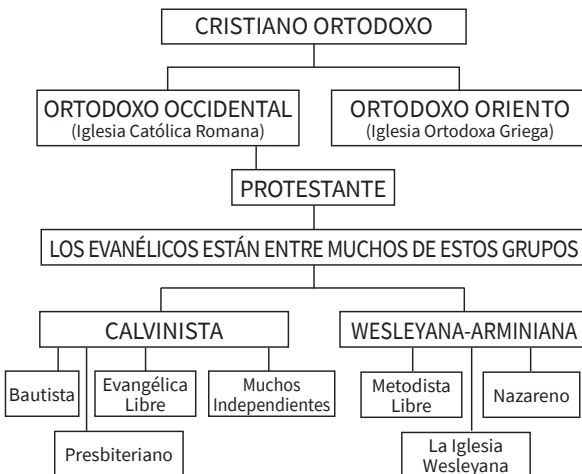 CRISTIANO ORTODOXO
ORTODOXO OCCIDENTAL
(Iglesia Católica Romana)
ORTODOXO ORIENTO
(Iglesia Ortodoxa Griega)
PROTESTANTE
LOS EVANÉLICOS ESTÁN ENTRE MUCHOS DE ESTOS GRUPOS
CALVINISTA
WESLEYANA-ARMINIANA
Bautista
Evangélica
Libre
Muchos
Independientes
Metodista
Libre
Nazareno
Presbiteriano
La Iglesia
Wesleyana